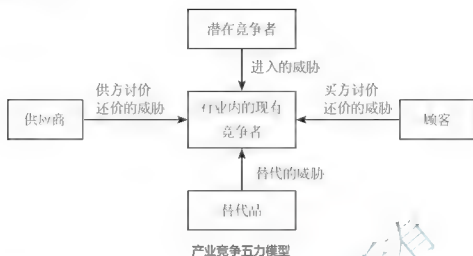 潜在竞争者
进入的威胁
供方讨价
还价的威胁
买方讨价
还价的威胁
供应商
行业内的现有
竞争者
顾客
替代的威胁
替代品
产业竞争五力模型
有